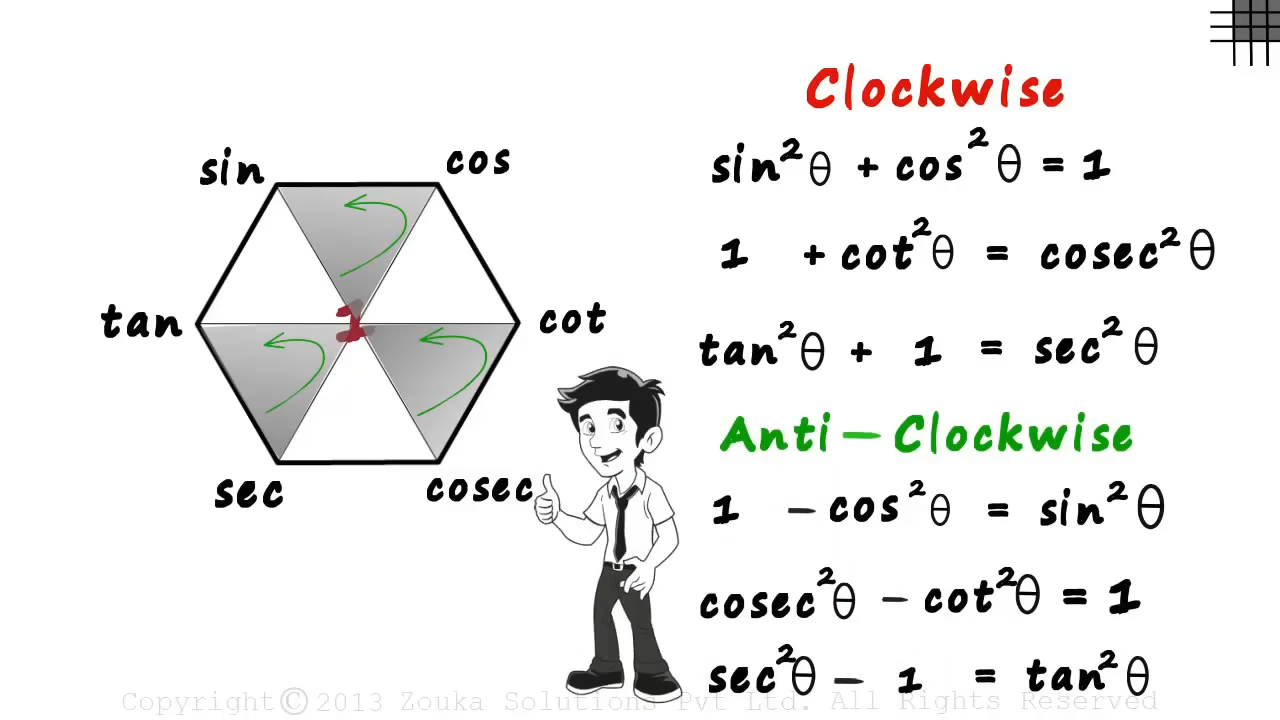 Clockwise
sin cos
sin²θ + cos²θ = 1
1 + cot²θ = cosec²θ
tan 1 cot
tan²θ + 1 = sec²θ
Anti-Clockwise
sec cosec
1 - cos²θ = sin²θ
cosec²θ - cot²θ = 1
sec²θ - 1 = tan²θ
Copyright© 2013 Zouka Solutions Pvt Ltd. All Rights Reserved